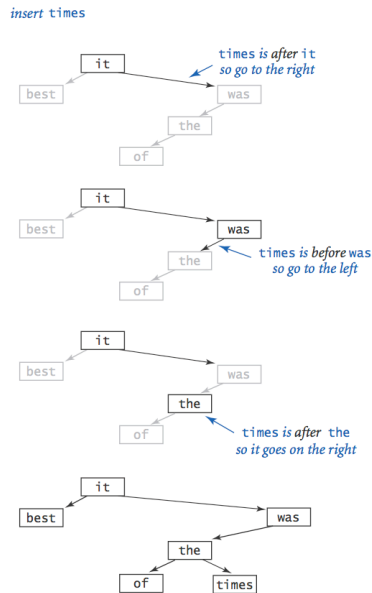 insert times
it
times is after it
so go to the right
best
was
the
of
it
best
was
the
times is before was
so go to the left
of
it
best
was
the
of
times is after the
so it goes on the right
it
best
was
the
of
times